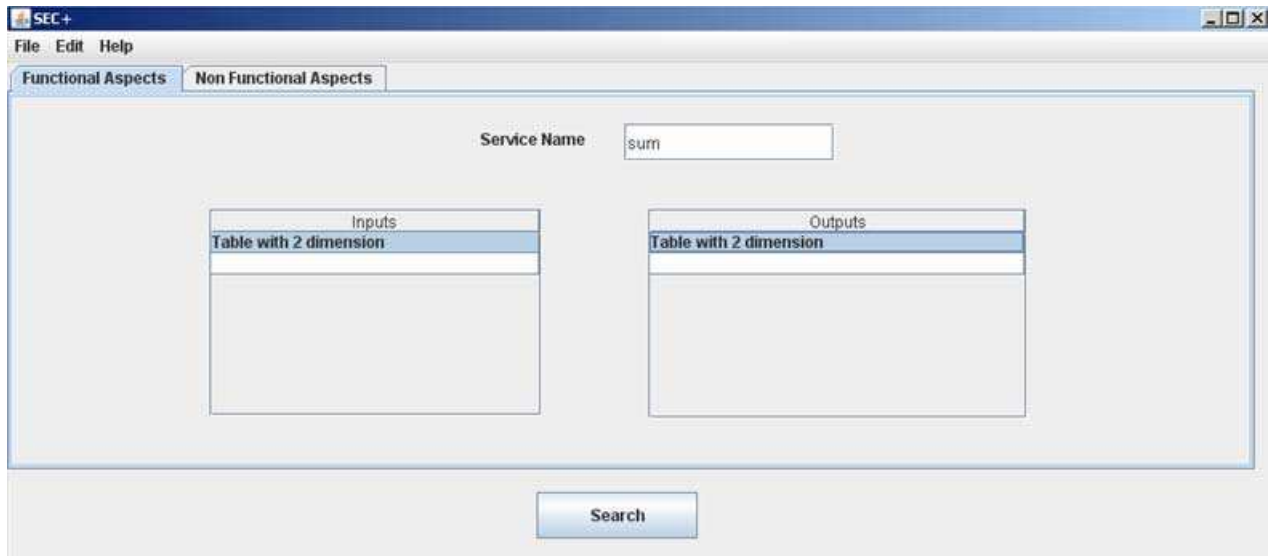 SEC+
File Edit Help
Functional Aspects Non Functional Aspects
Service Name sum
Inputs Outputs
Table with 2 dimension Table with 2 dimension
Search